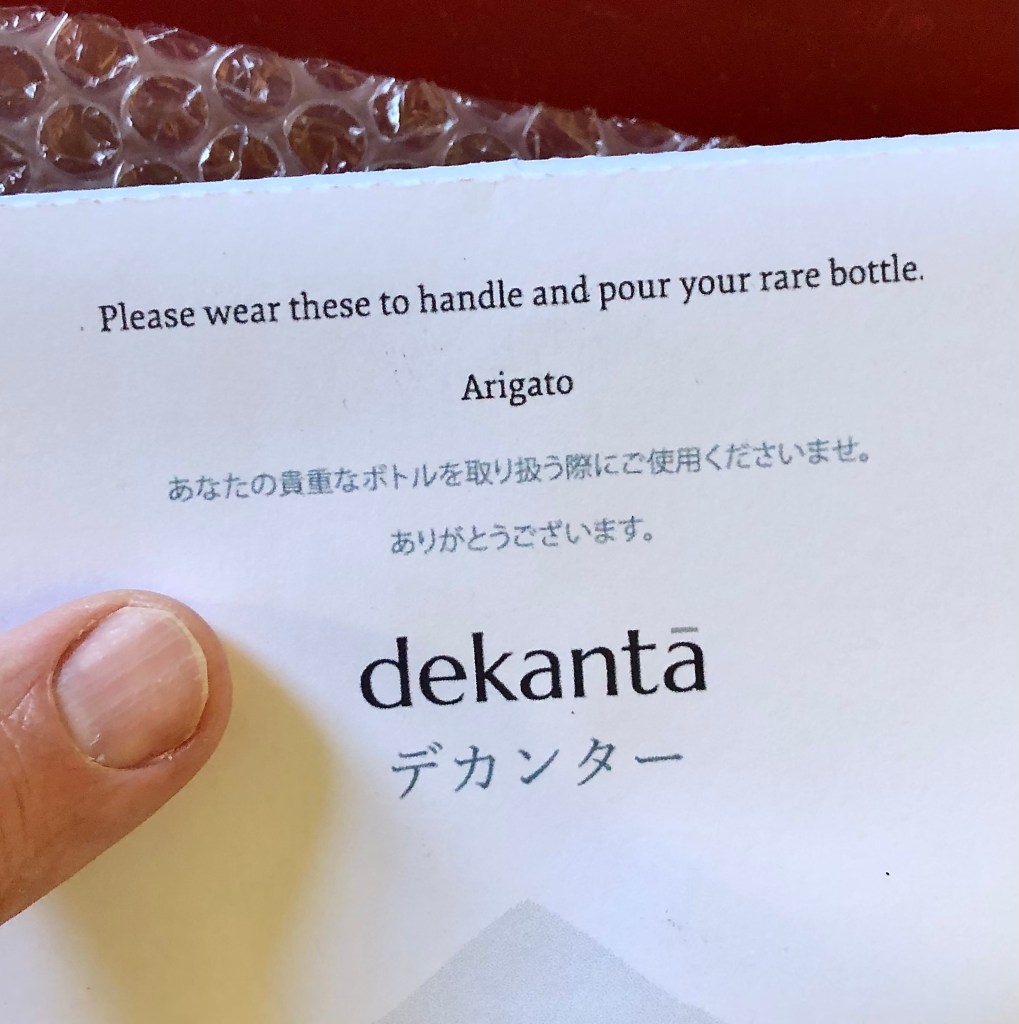 Please wear these to handle and pour your rare bottle.
Arigato
あなたの貴重なボトルを取り扱う際にご使用くださいませ。
ありがとうございます。
dekantā
デカンター